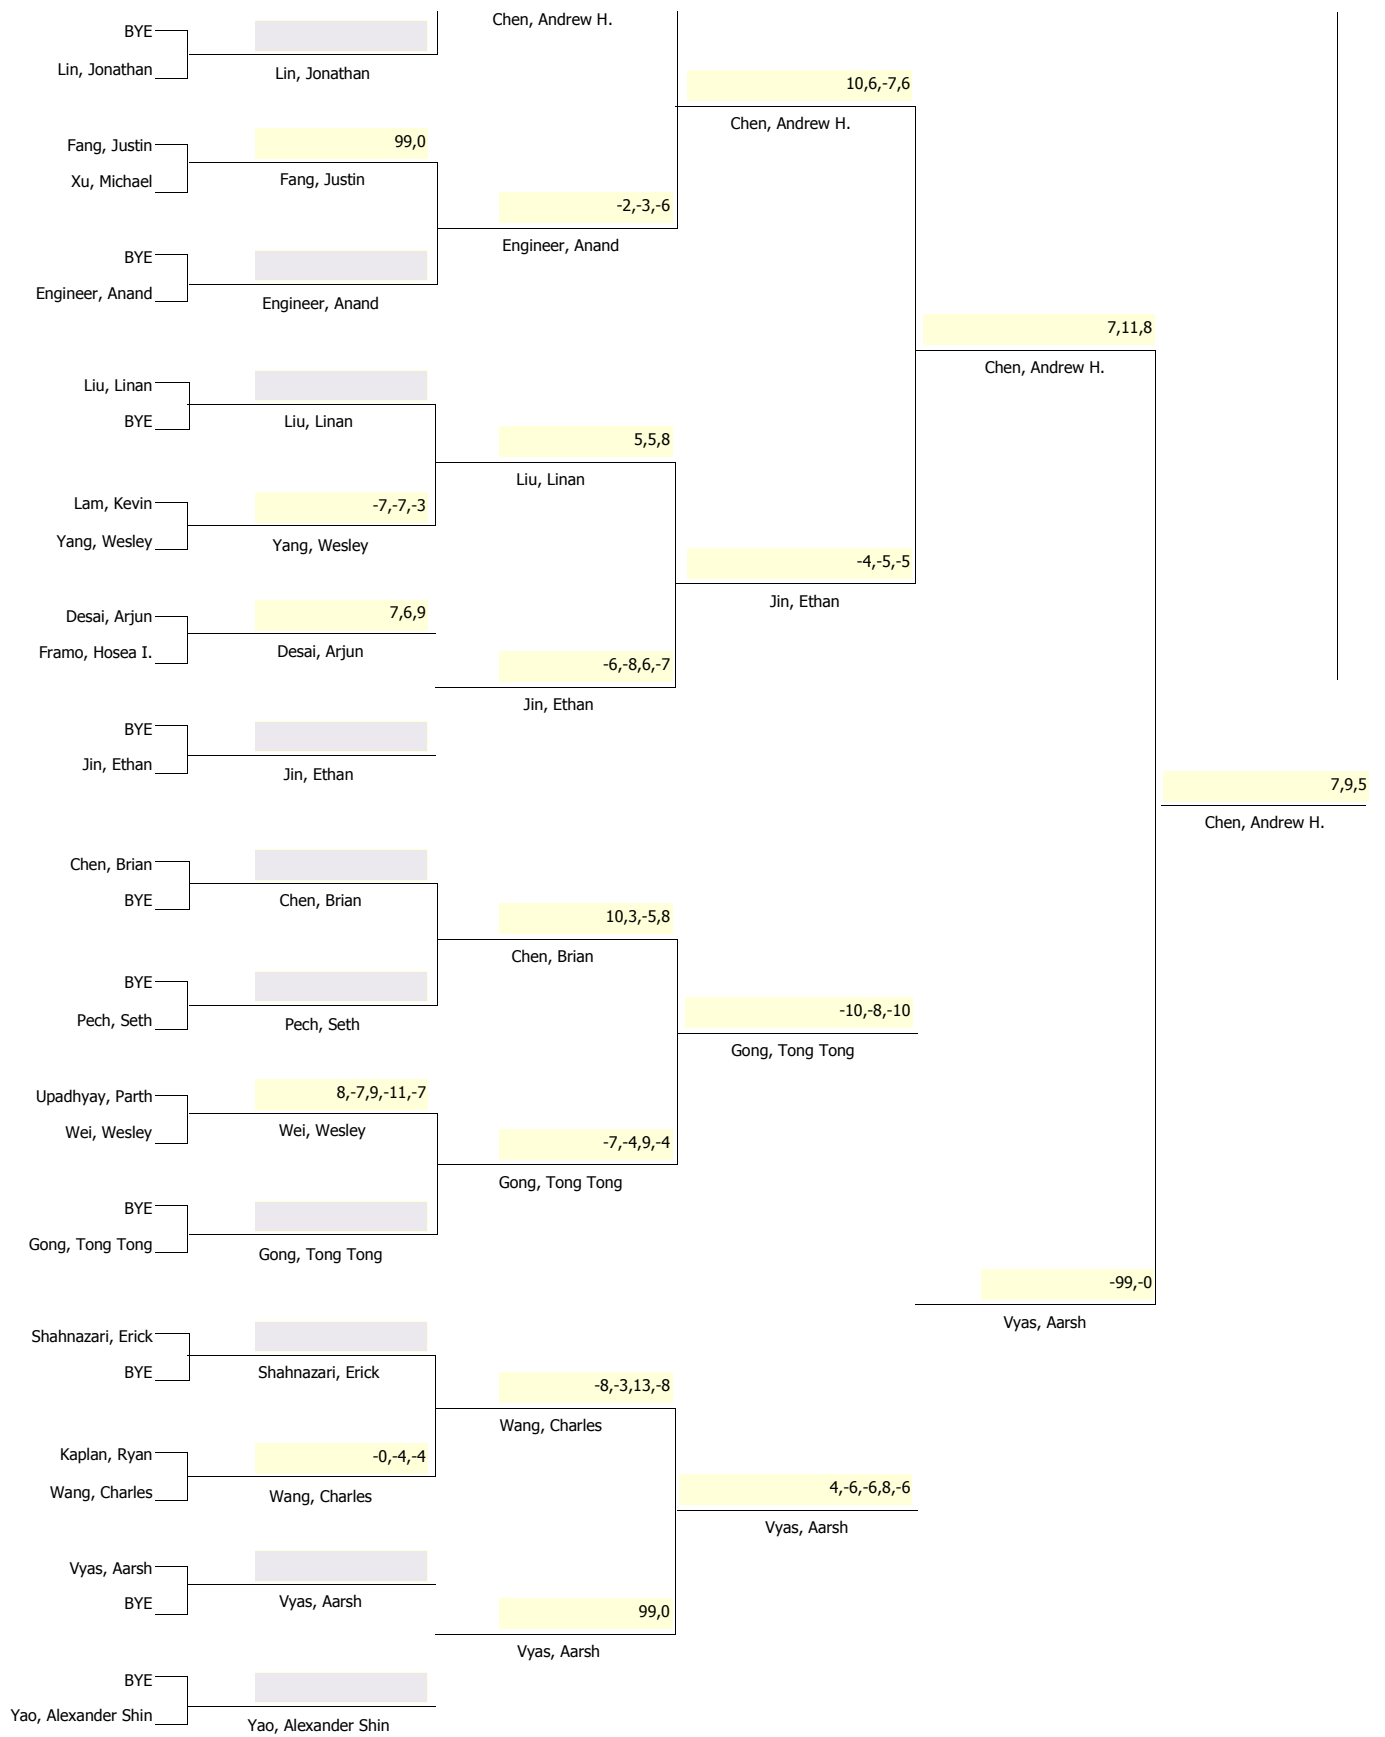 Chen, Andrew H.
BYE
Lin, Jonathan
Lin, Jonathan
10,6,-7,6
Chen, Andrew H.
99,0
Fang, Justin
Xu, Michael
Fang, Justin
-2,-3,-6
Engineer, Anand
BYE
Engineer, Anand
Engineer, Anand
7,11,8
Chen, Andrew H.
Liu, Linan
BYE
Liu, Linan
5,5,8
Liu, Linan
Lam, Kevin
-7,-7,-3
Yang, Wesley
Yang, Wesley
-4,-5,-5
Jin, Ethan
Desai, Arjun
7,6,9
Framo, Hosea I.
Desai, Arjun
-6,-8,6,-7
Jin, Ethan
BYE
Jin, Ethan
Jin, Ethan
7,9,5
Chen, Andrew H.
Chen, Brian
BYE
Chen, Brian
10,3,-5,8
Chen, Brian
BYE
Pech, Seth
Pech, Seth
-10,-8,-10
Gong, Tong Tong
Upadhyay, Parth
8,-7,9,-11,-7
Wei, Wesley
Wei, Wesley
-7,-4,9,-4
Gong, Tong Tong
BYE
Gong, Tong Tong
Gong, Tong Tong
-99,-0
Vyas, Aarsh
Shahnazari, Erick
BYE
Shahnazari, Erick
-8,-3,13,-8
Wang, Charles
Kaplan, Ryan
-0,-4,-4
Wang, Charles
Wang, Charles
4,-6,-6,8,-6
Vyas, Aarsh
Vyas, Aarsh
BYE
Vyas, Aarsh
99,0
Vyas, Aarsh
BYE
Yao, Alexander Shin
Yao, Alexander Shin